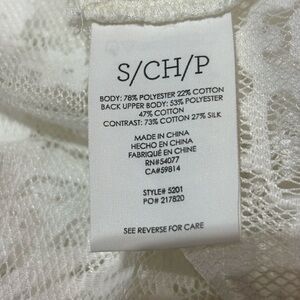 S/CH/P
BODY: 78% POLYESTER 22% COTTON
BACK UPPER BODY: 53% POLYESTER
47% COTTON
CONTRAST: 73% COTTON 27% SILK
MADE IN CHINA
HECHO EN CHINA
FABRIQUÉ EN CHINE
RN#54077
CA#59814
STYLE# 5201
PO# 217820
SEE REVERSE FOR CARE